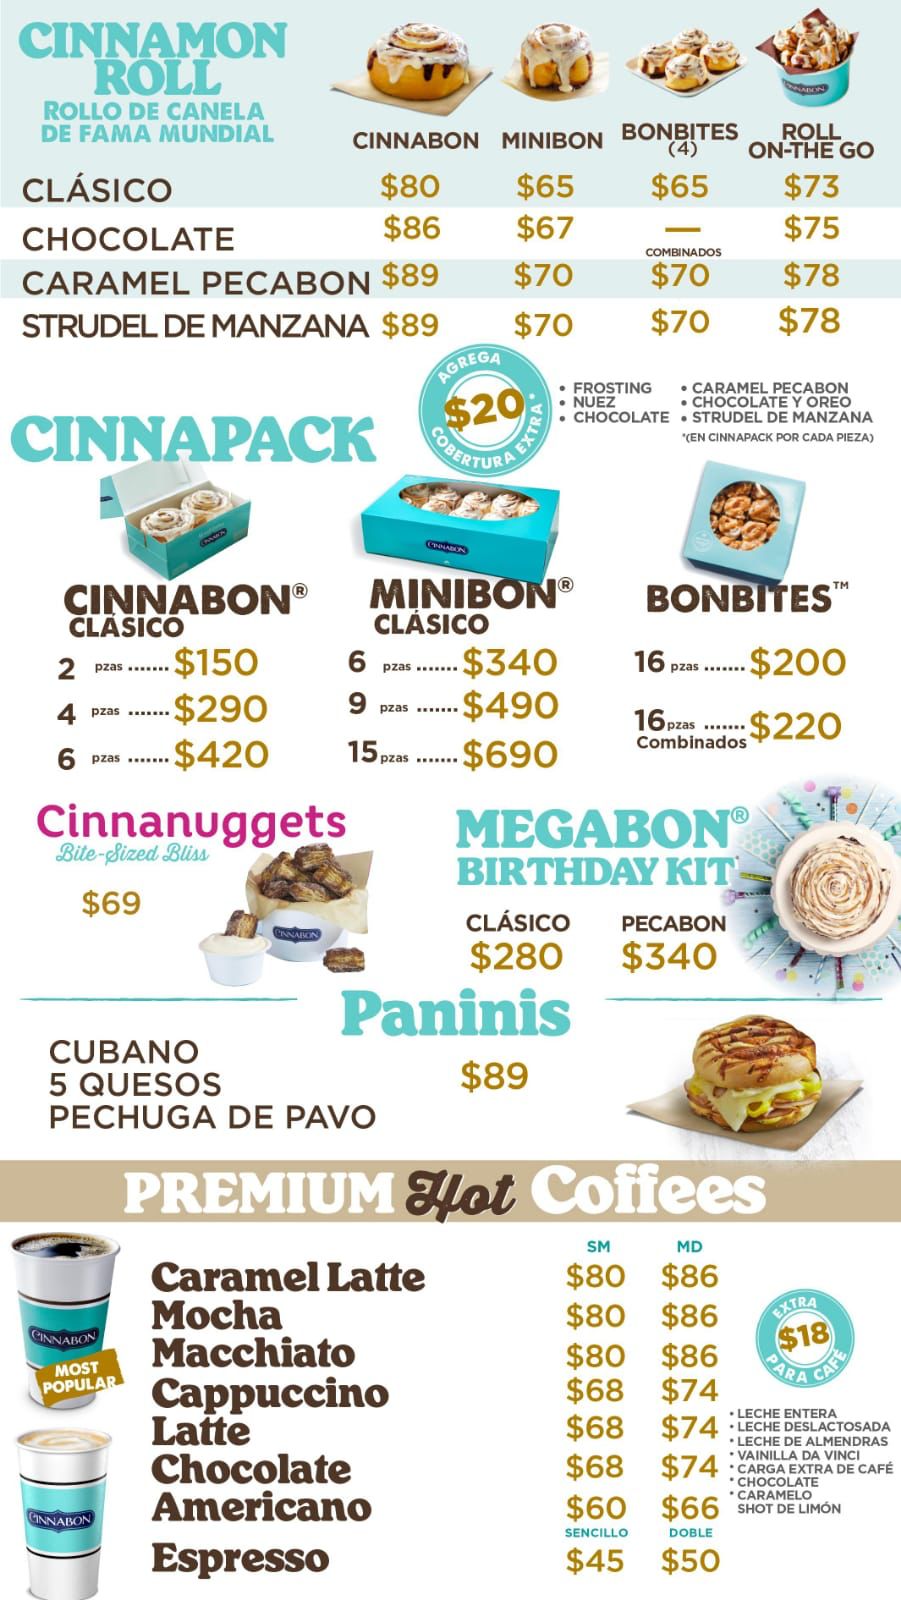 CINNAMON
ROLL
ROLLO DE CANELA
DE FAMA MUNDIAL
CINNABON
CINNABON MINIBON BONBITES (4) ROLL ON-THE GO
CLÁSICO $80 $65 $65 $73
CHOCOLATE $86 $67 — $75
COMBINADOS
CARAMEL PECABON $89 $70 $70 $78
STRUDEL DE MANZANA $89 $70 $70 $78
AGREGA
$20
COBERTURA EXTRA*
• FROSTING • CARAMEL PECABON
• NUEZ • CHOCOLATE Y OREO
• CHOCOLATE • STRUDEL DE MANZANA
*(EN CINNAPACK POR CADA PIEZA)
CINNAPACK
CINNABON
CINNABON
CINNABON®
CLÁSICO
2 pzas ....... $150
4 pzas ....... $290
6 pzas ....... $420
MINIBON®
CLÁSICO
6 pzas ....... $340
9 pzas ....... $490
15 pzas ....... $690
BONBITES™
16 pzas ....... $200
16 pzas ....... $220
Combinados
Cinnanuggets
Bite-Sized Bliss
$69
CINNABON
MEGABON®
BIRTHDAY KIT
CLÁSICO PECABON
$280 $340
Paninis
CUBANO
5 QUESOS
PECHUGA DE PAVO
$89
PREMIUM Hot Coffees
SM MD
Caramel Latte $80 $86
Mocha $80 $86
Macchiato $80 $86
Cappuccino $68 $74
Latte $68 $74
Chocolate $68 $74
Americano $60 $66
SENCILLO DOBLE
Espresso $45 $50
CINNABON
MOST
POPULAR
CINNABON
EXTRA
$18
PARA CAFÉ
• LECHE ENTERA
• LECHE DESLACTOSADA
• LECHE DE ALMENDRAS
• VAINILLA DA VINCI
• CARGA EXTRA DE CAFÉ
• CHOCOLATE
• CARAMELO
SHOT DE LIMÓN